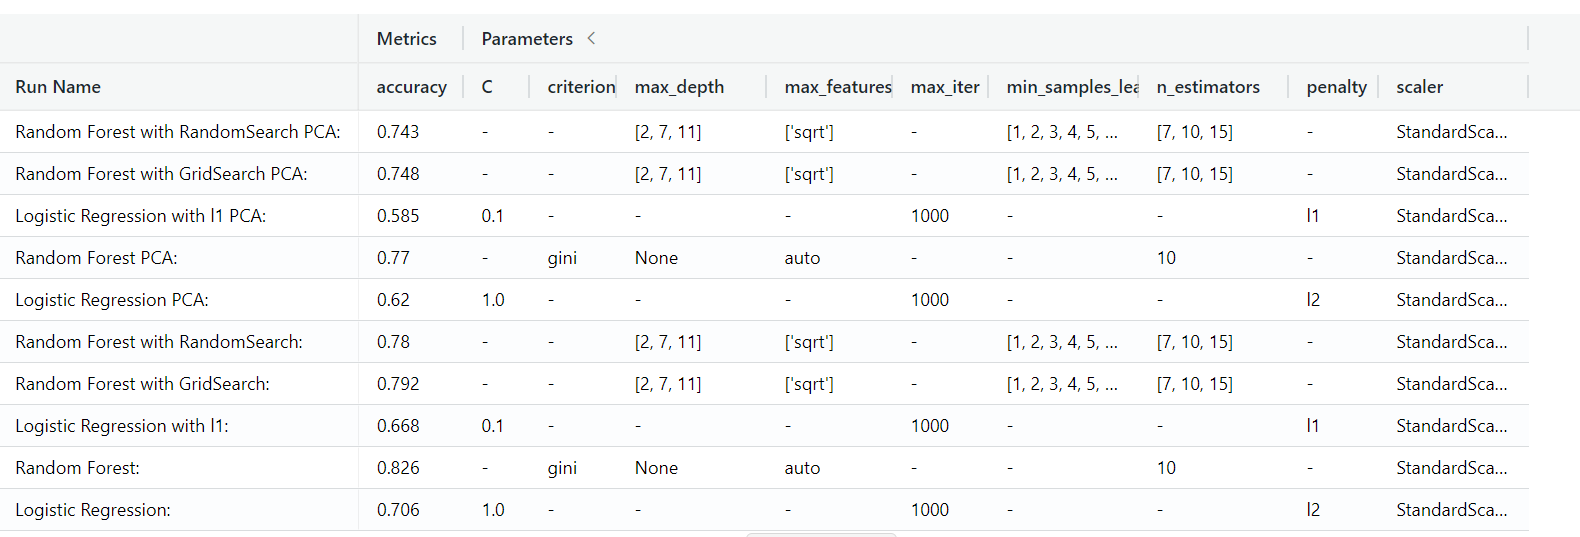 Metrics Parameters <
Run Name accuracy C criterion max_depth max_features max_iter min_samples_lea n_estimators penalty scaler
Random Forest with RandomSearch PCA: 0.743 - - [2, 7, 11] ['sqrt'] - [1, 2, 3, 4, 5, ... [7, 10, 15] - StandardSca...
Random Forest with GridSearch PCA: 0.748 - - [2, 7, 11] ['sqrt'] - [1, 2, 3, 4, 5, ... [7, 10, 15] - StandardSca...
Logistic Regression with l1 PCA: 0.585 0.1 - - - 1000 - - l1 StandardSca...
Random Forest PCA: 0.77 - gini None auto - - 10 - StandardSca...
Logistic Regression PCA: 0.62 1.0 - - - 1000 - - l2 StandardSca...
Random Forest with RandomSearch: 0.78 - - [2, 7, 11] ['sqrt'] - [1, 2, 3, 4, 5, ... [7, 10, 15] - StandardSca...
Random Forest with GridSearch: 0.792 - - [2, 7, 11] ['sqrt'] - [1, 2, 3, 4, 5, ... [7, 10, 15] - StandardSca...
Logistic Regression with l1: 0.668 0.1 - - - 1000 - - l1 StandardSca...
Random Forest: 0.826 - gini None auto - - 10 - StandardSca...
Logistic Regression: 0.706 1.0 - - - 1000 - - l2 StandardSca...